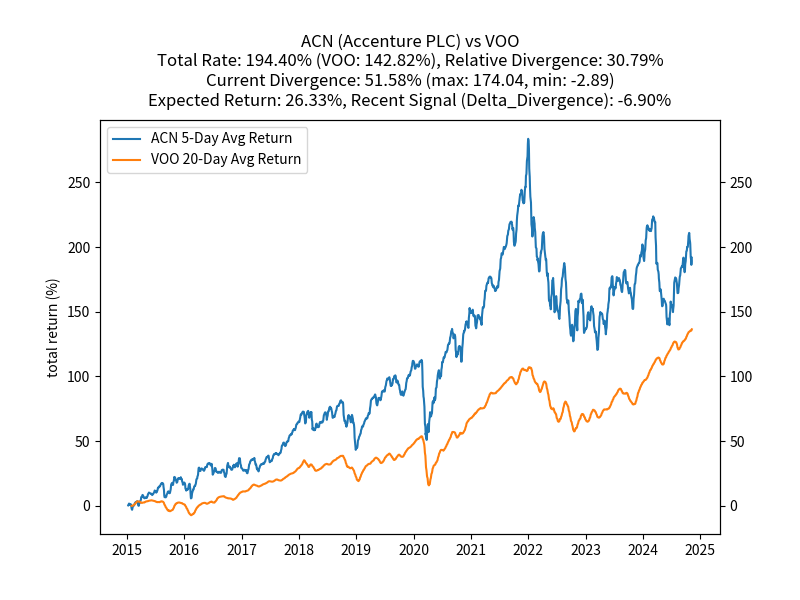 ACN (Accenture PLC) vs VOO
Total Rate: 194.40% (VOO: 142.82%), Relative Divergence: 30.79%
Current Divergence: 51.58% (max: 174.04, min: -2.89)
Expected Return: 26.33%, Recent Signal (Delta_Divergence): -6.90%
ACN 5-Day Avg Return
VOO 20-Day Avg Return
total return (%)
250 250
200 200
150 150
100 100
50 50
0 0
2015 2016 2017 2018 2019 2020 2021 2022 2023 2024 2025